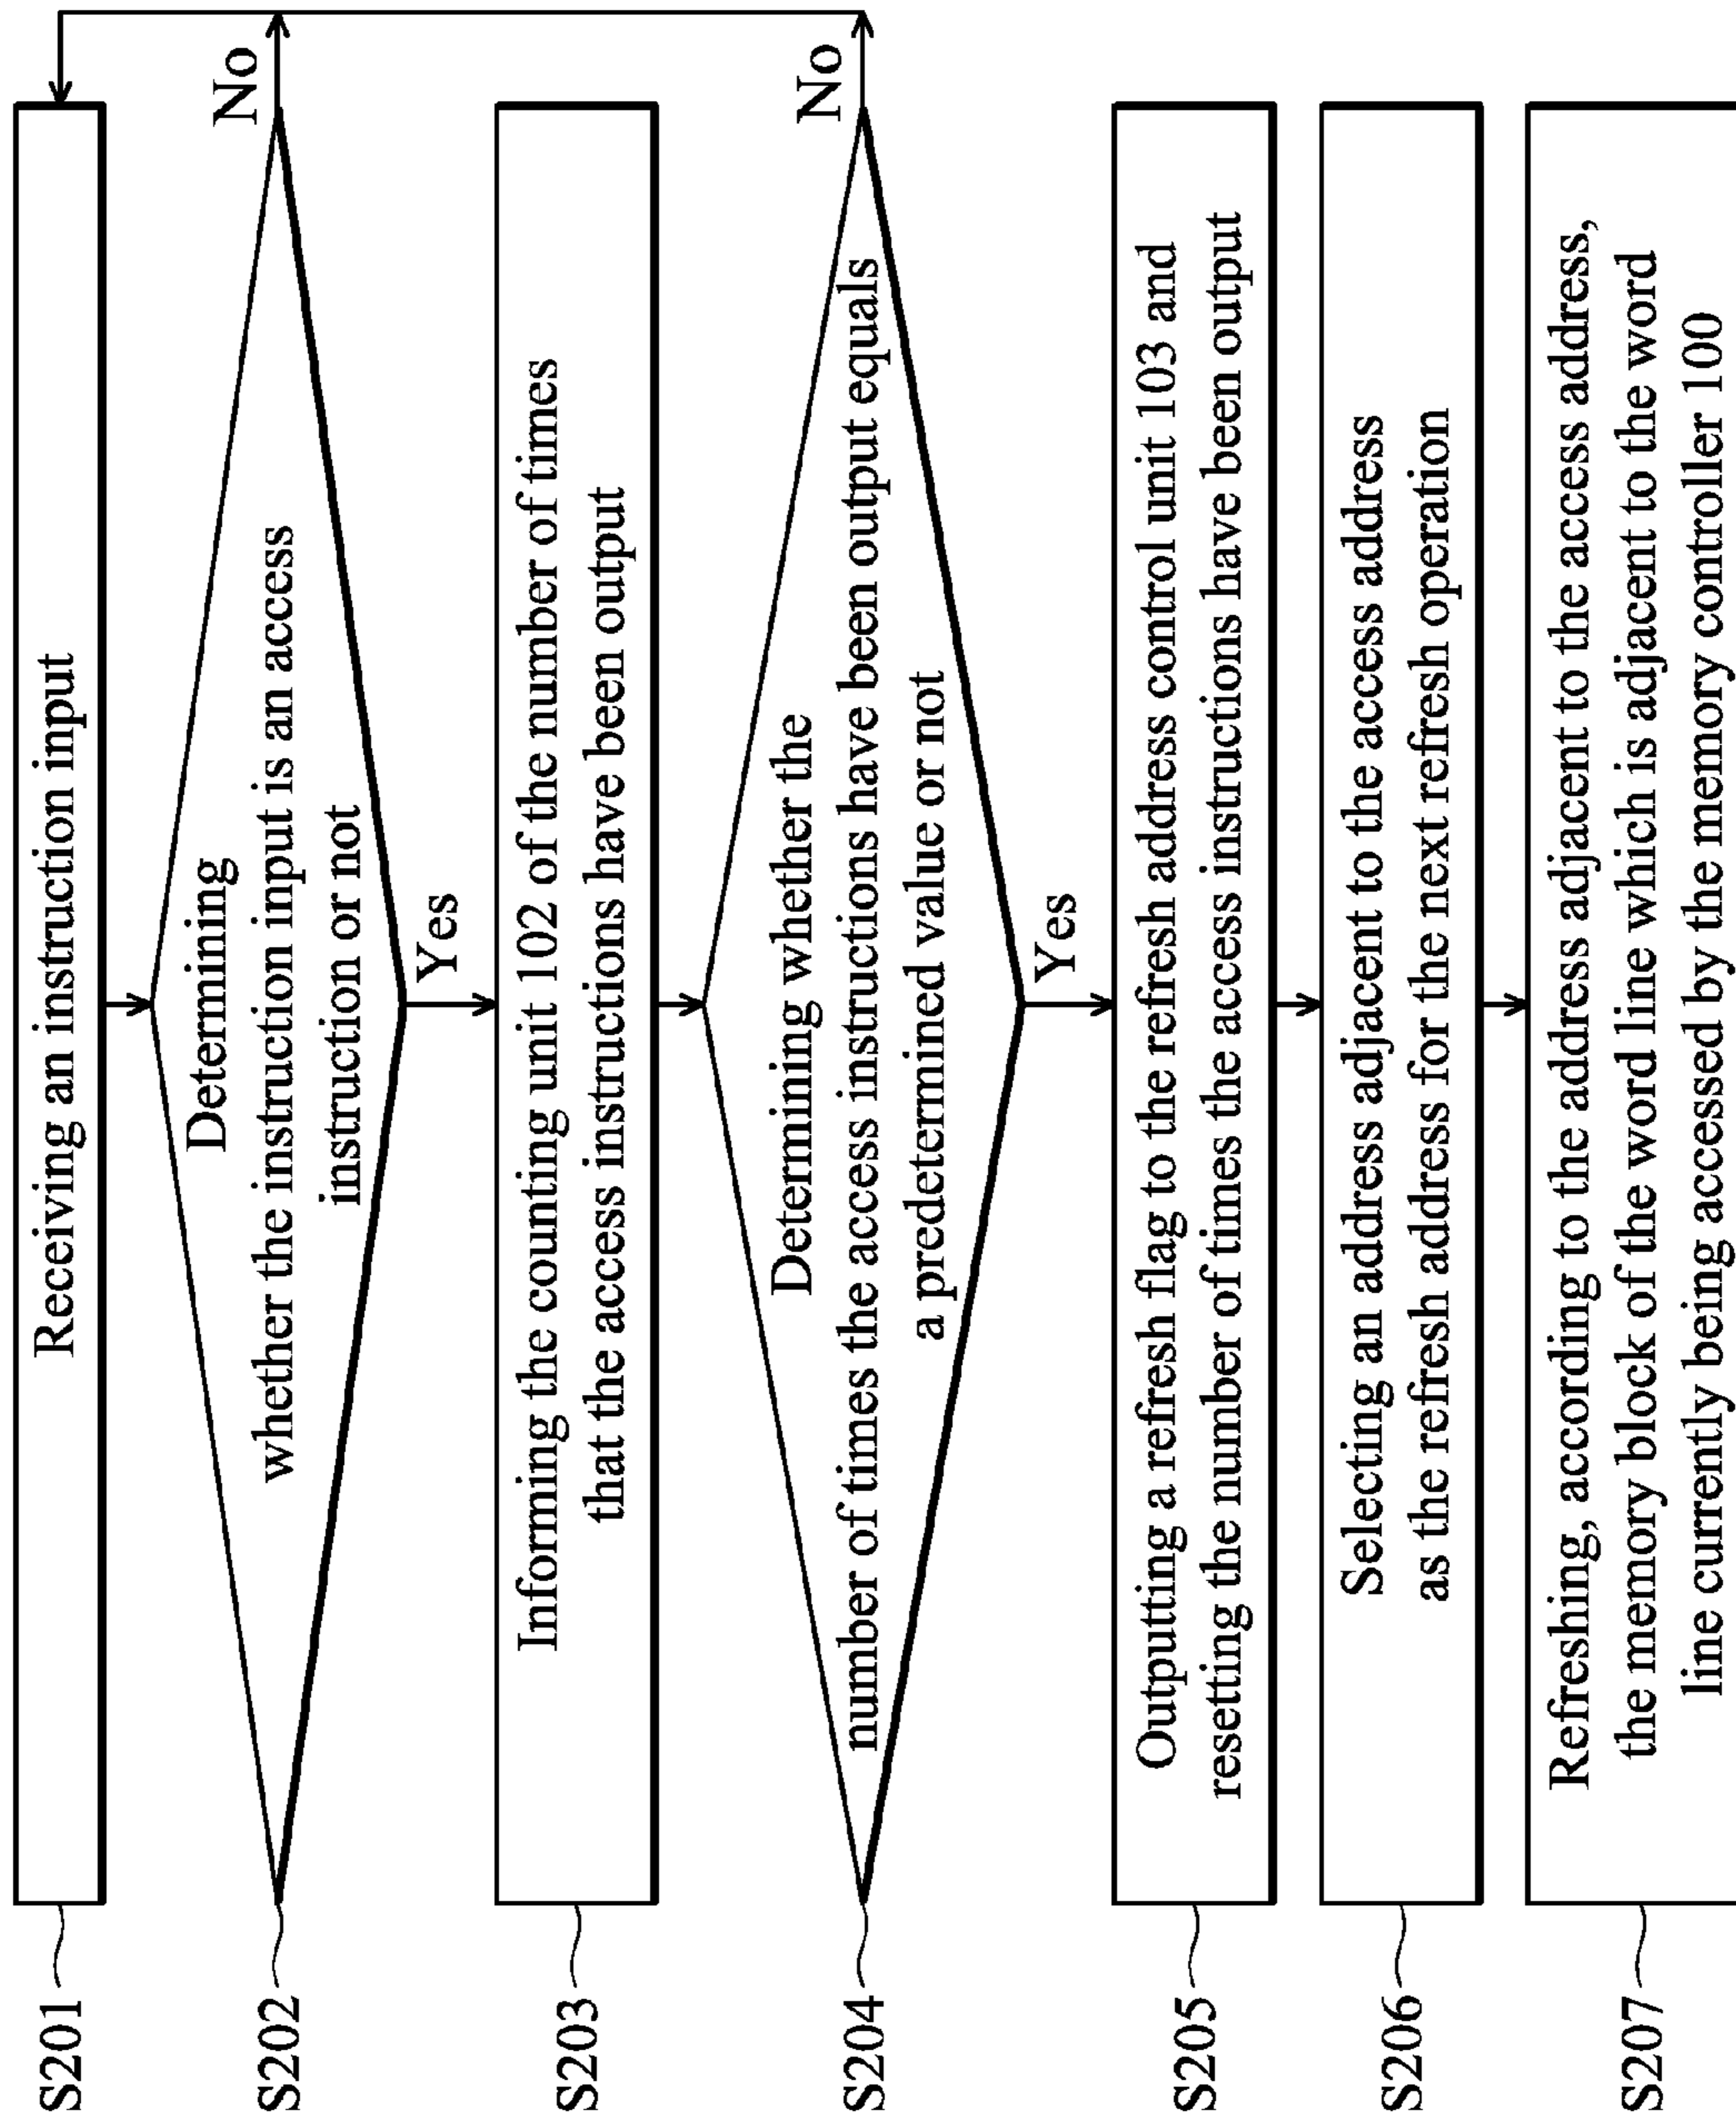 S201
Receiving an instruction input
S202
Determining
whether the instruction input is an access
instruction or not
No
Yes
S203
Informing the counting unit 102 of the number of times
that the access instructions have been output
S204
Determining whether the
number of times the access instructions have been output equals
a predetermined value or not
No
Yes
S205
Outputting a refresh flag to the refresh address control unit 103 and
resetting the number of times the access instructions have been output
S206
Selecting an address adjacent to the access address
as the refresh address for the next refresh operation
S207
Refreshing, according to the address adjacent to the access address,
the memory block of the word line which is adjacent to the word
line currently being accessed by the memory controller 100